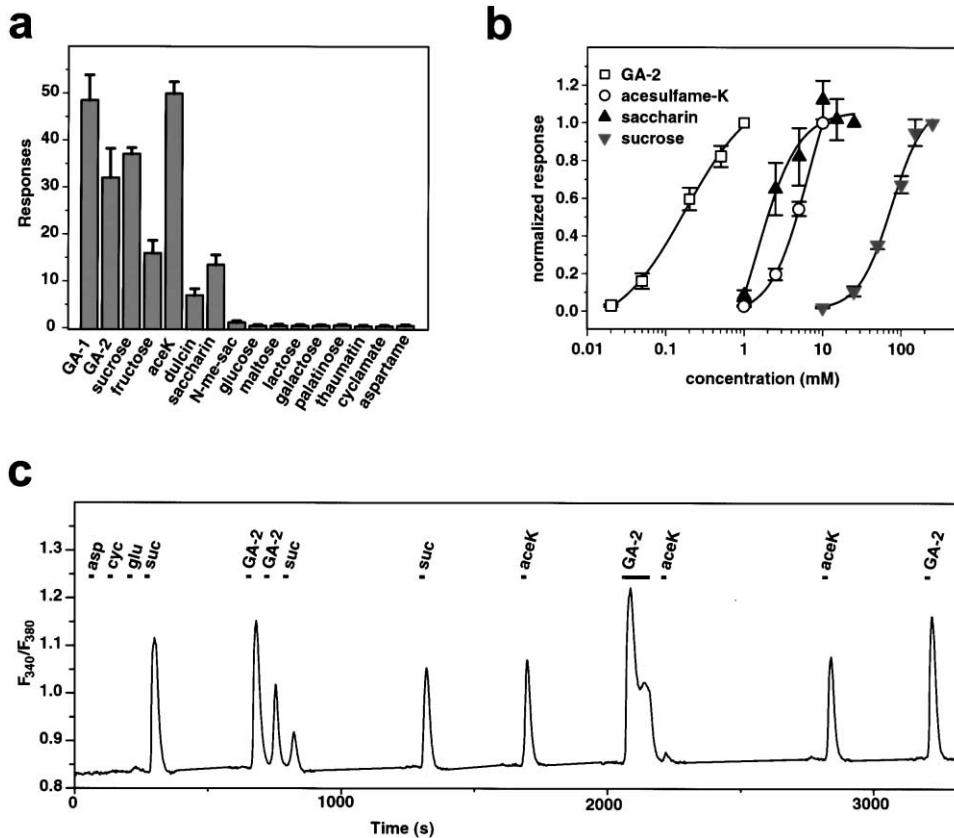 a
Responses
50
40
30
20
10
0
GA-1
GA-2
sucrose
fructose
aceK
dulcin
saccharin
N-me-sac
glucose
maltose
lactose
galactose
palatinose
thaumatin
cyclamate
aspartame
b
GA-2
acesulfame-K
saccharin
sucrose
normalized response
1.2
1.0
0.8
0.6
0.4
0.2
0.0
0.01 0.1 1 10 100
concentration (mM)
c
asp cyc glu suc GA-2 GA-2 suc suc aceK GA-2 aceK aceK GA-2
F340/F380
1.3
1.2
1.1
1.0
0.9
0.8
0 1000 2000 3000
Time (s)